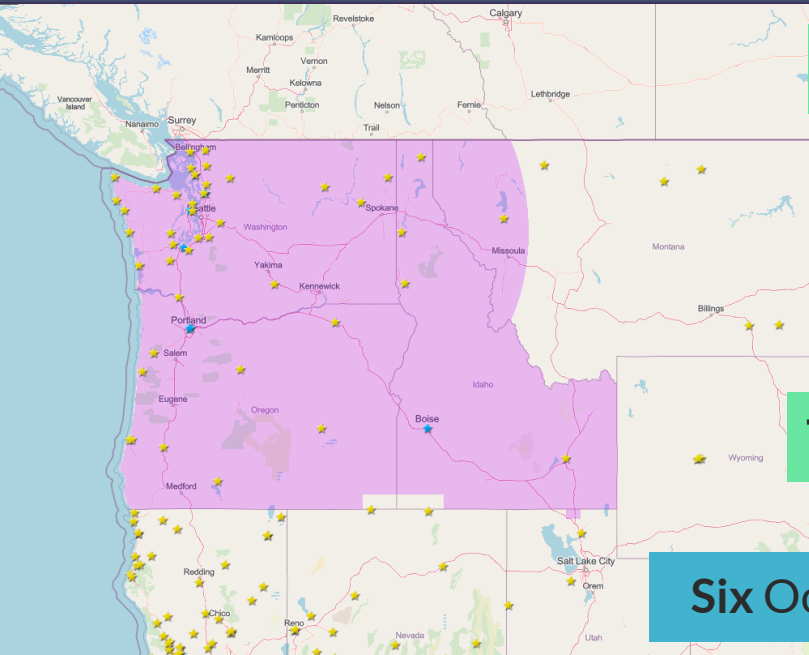 Calgary
Revelstoke
Kamloops
Vernon
Merritt
Kelowna
Lethbridge
Vancouver
Island
Penticton
Nelson
Fernie
Nanaimo
Surrey
Trail
Bellingham
Spokane
Washington
Montana
Missoula
Yakima
Kennewick
Billings
Portland
Salem
Idaho
Eugene
Oregon
Boise
Wyoming
Medford
Salt Lake City
Redding
Orem
Six
Chico
Reno
Nevada
Utah